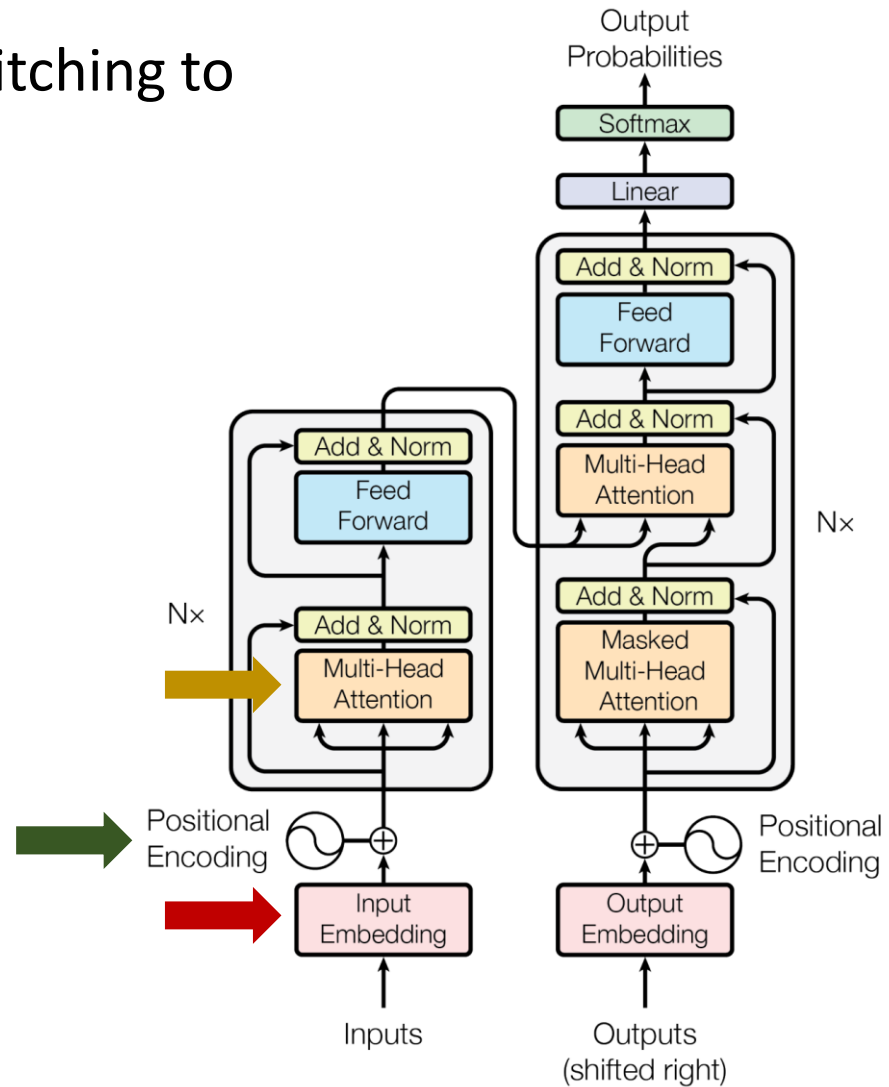 itching to
Output
Probabilities
Softmax
Linear
Add & Norm
Feed
Forward
Add & Norm
Multi-Head
Attention
N×
Add & Norm
Masked
Multi-Head
Attention
Add & Norm
Feed
Forward
N×
Add & Norm
Multi-Head
Attention
Positional
Encoding
Positional
Encoding
Input
Embedding
Output
Embedding
Inputs
Outputs
(shifted right)